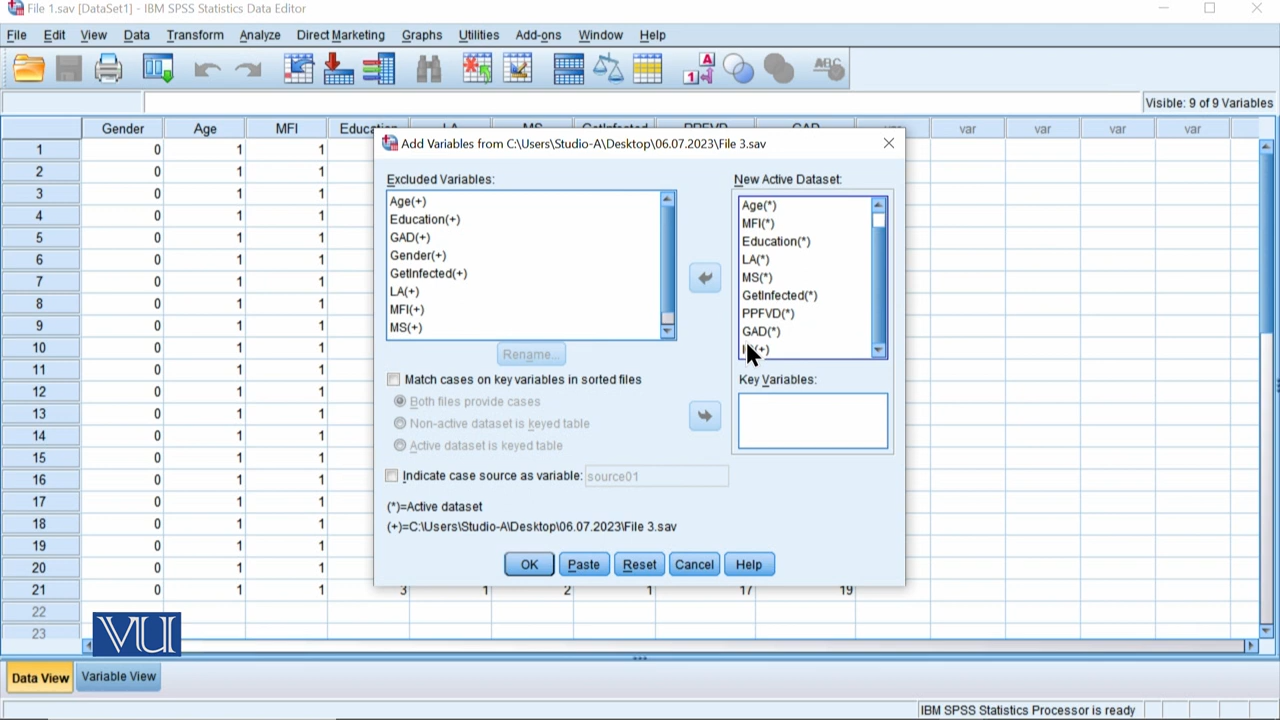 File 1.sav [DataSet1] - IBM SPSS Statistics Data Editor
File Edit View Data Transform Analyze Direct Marketing Graphs Utilities Add-ons Window Help
Visible: 9 of 9 Variables
Gender Age MFI var var var var
Add Variables from C:\Users\Studio-A\Desktop\06.07.2023\File 3.sav
Excluded Variables:
Age(+)
Education(+)
GAD(+)
Gender(+)
GetInfected(+)
LA(+)
MFI(+)
MS(+)
Rename...
New Active Dataset:
Age(*)
MFI(*)
Education(*)
LA(*)
MS(*)
GetInfected(*)
PPFVD(*)
GAD(*)
Key Variables:
Match cases on key variables in sorted files
Both files provide cases
Non-active dataset is keyed table
Active dataset is keyed table
Indicate case source as variable: source01
(*)=Active dataset
(+)=C:\Users\Studio-A\Desktop\06.07.2023\File 3.sav
OK Paste Reset Cancel Help
1 0 1 1
2 0 1 1
3 0 1 1
4 0 1 1
5 0 1 1
6 0 1 1
7 0 1 1
8 0 1 1
9 0 1 1
10 0 1 1
11 0 1 1
12 0 1 1
13 0 1 1
14 0 1 1
15 0 1 1
16 0 1 1
17 0 1 1
18 0 1 1
19 0 1 1
20 0 1 1
21 0 1 1 3 1 2 1 17 19
22
23
VU
Data View Variable View
IBM SPSS Statistics Processor is ready